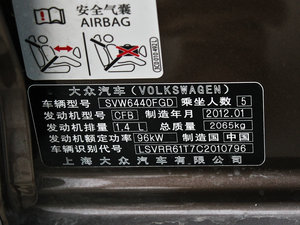 安全气囊
AIRBAG
大众汽车(VOLKSWAGEN)
车辆型号 SVW6440FGD 乘坐人数 5
发动机型号 CFB 制造年月 2012.01
发动机排量 1.4 L 总质量 2065kg
发动机额定功率 96kW 制造国 中国
车辆识别代号 LSVRR61T7C2010796
上海大众汽车有限公司